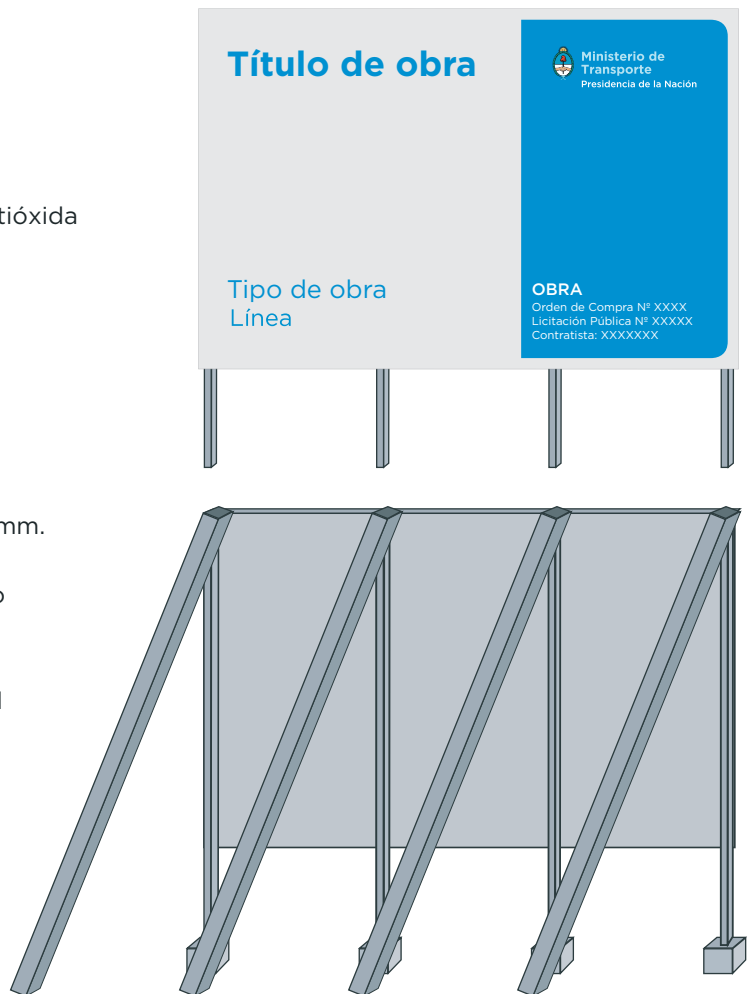 Título de obra
Ministerio de
Transporte
Presidencia de la Nación
tióxida
Tipo de obra
Línea
OBRA
Orden de Compra Nº XXXX
Licitación Pública Nº XXXXX
Contratista: XXXXXXX
mm.